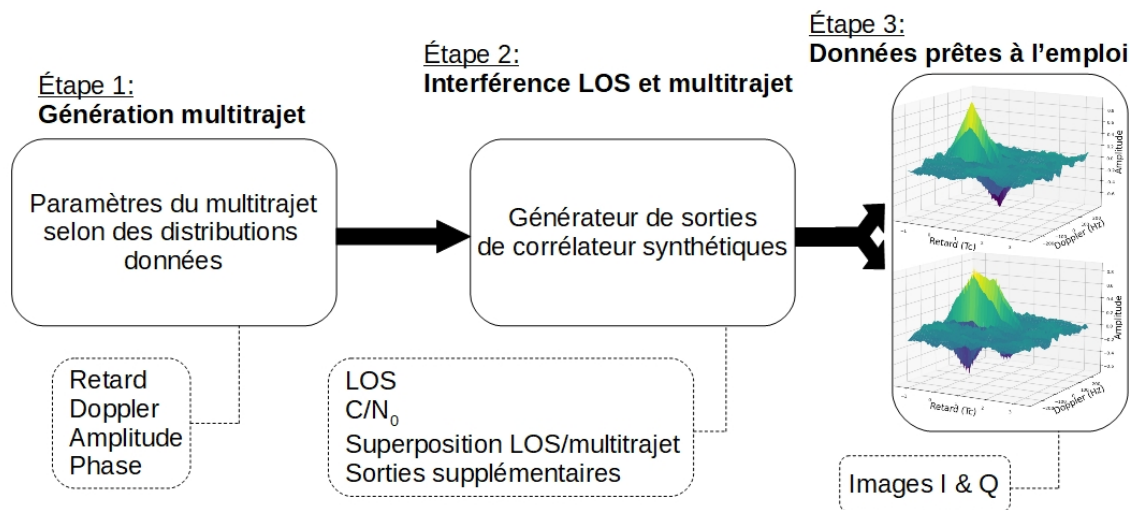 Étape 1:
Génération multitrajet
Paramètres du multitrajet
selon des distributions
données
Retard
Doppler
Amplitude
Phase
Étape 2:
Interférence LOS et multitrajet
Générateur de sorties
de corrélateur synthétiques
LOS
C/N₀
Superposition LOS/multitrajet
Sorties supplémentaires
Étape 3:
Données prêtes à l'emploi
Amplitude
Doppler (Hz)
Retard (Tc)
Amplitude
Doppler (Hz)
Retard (Tc)
Images I & Q